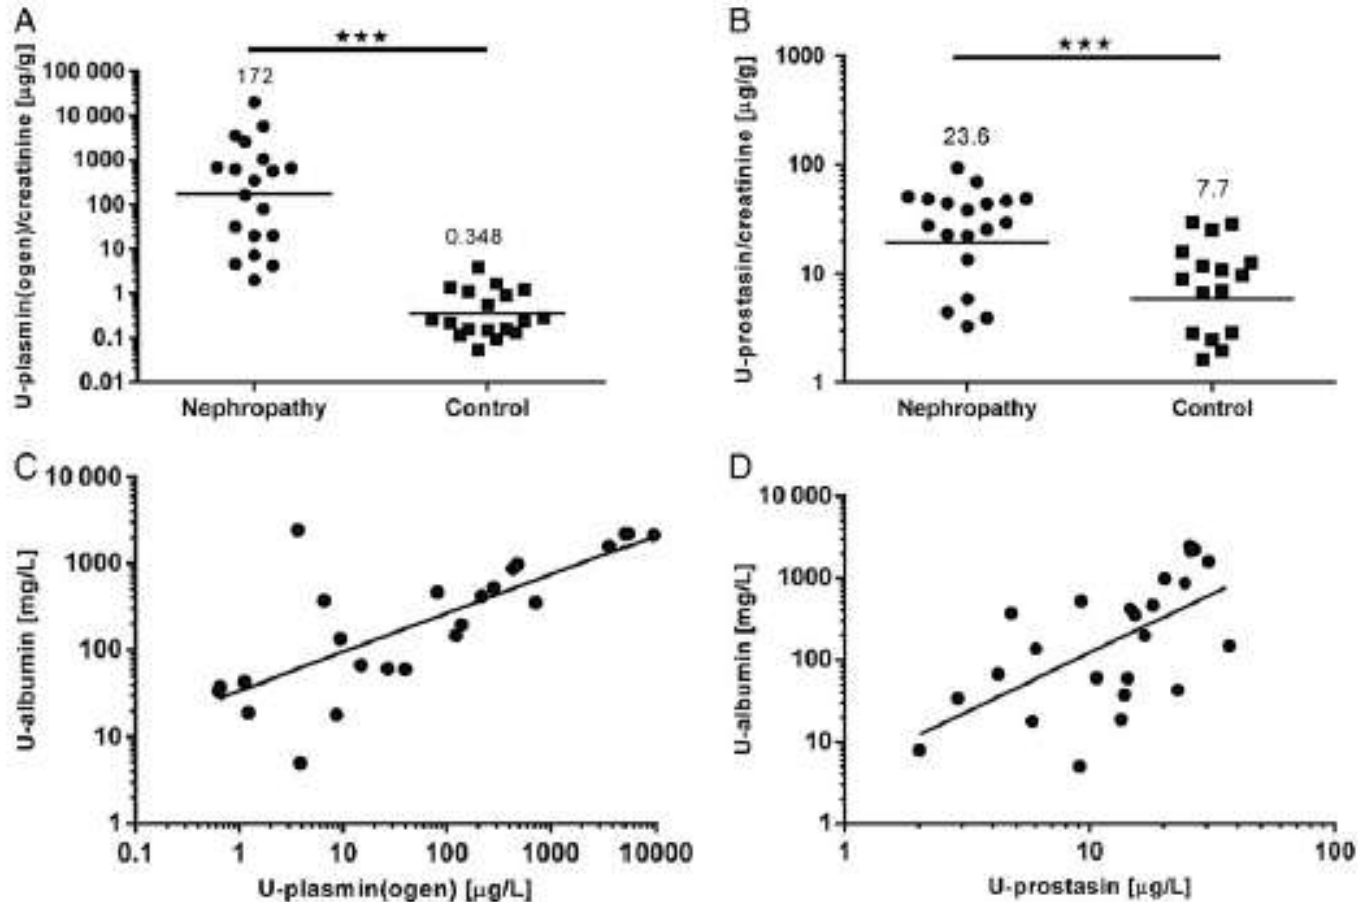 A
U-plasmin(ogen)/creatinine [µg/g]
★★★
100 000
10 000
1000
100
10
1
0.1
0.01
172
0.348
Nephropathy
Control
B
U-prostasin/creatinine [µg/g]
★★★
1000
100
10
1
23.6
7.7
Nephropathy
Control
C
U-albumin [mg/L]
10 000
1000
100
10
1
0.1
1
10
100
1000
10000
U-plasmin(ogen) [µg/L]
D
U-albumin [mg/L]
10 000
1000
100
10
1
1
10
100
U-prostasin [µg/L]